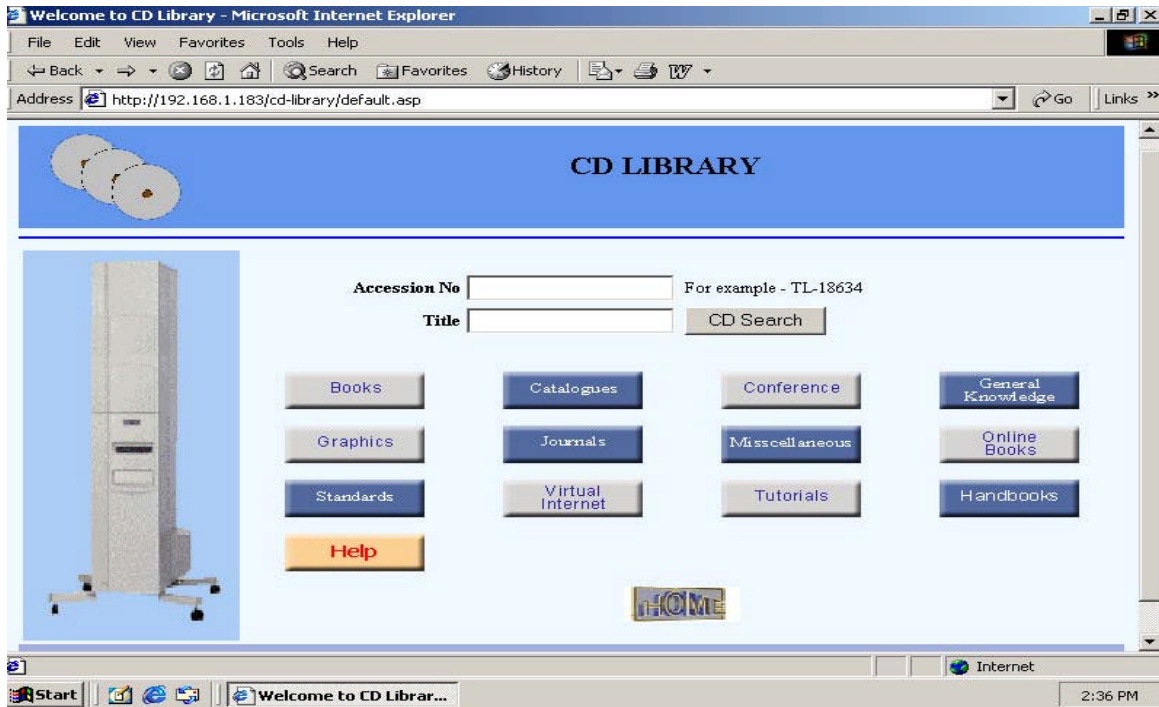 Welcome to CD Library - Microsoft Internet Explorer
File Edit View Favorites Tools Help
Back Search Favorites History
Address http://192.168.1.183/cd-library/default.asp Go Links »
CD LIBRARY
Accession No For example - TL-18634
Title CD Search
Books Catalogues Conference General Knowledge
Graphics Journals Misscellaneous Online Books
Standards Virtual Internet Tutorials Handbooks
Help
HOME
Internet
Start Welcome to CD Librar... 2:36 PM